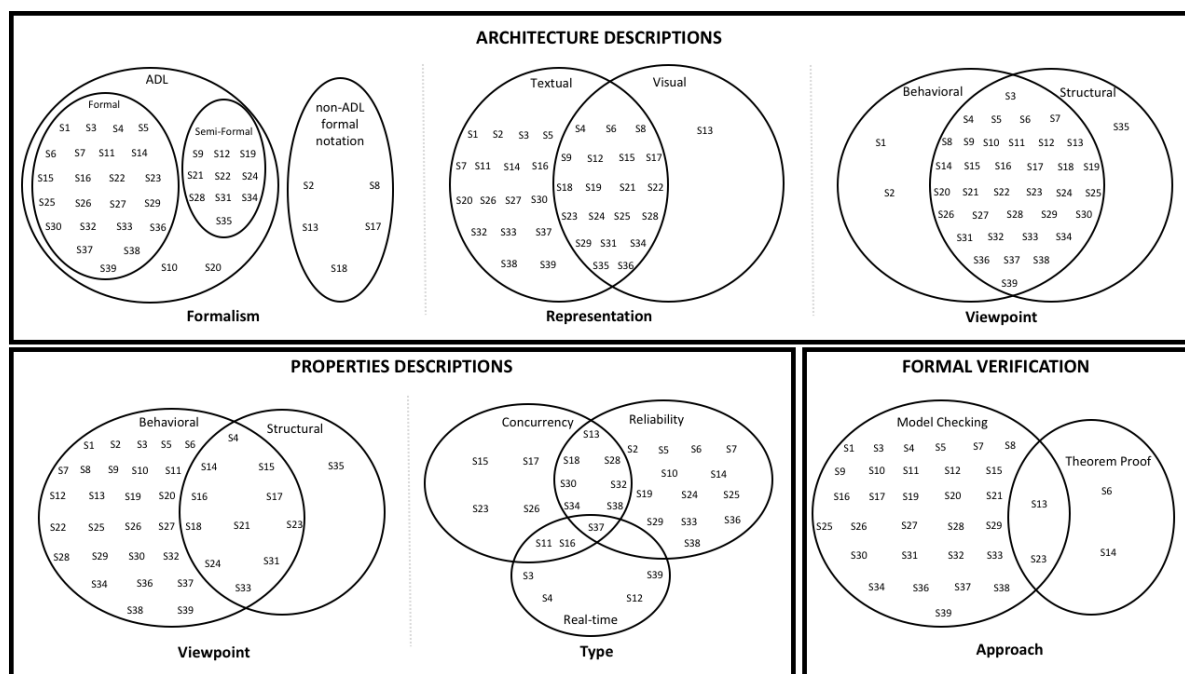 ARCHITECTURE DESCRIPTIONS
ADL
Formal
S1 S3 S4 S5
S6 S7 S11 S14
S15 S16 S22 S23
S25 S26 S27 S29
S30 S32 S33 S36
S37 S38
S39
Semi-Formal
S9 S12 S19
S21 S22 S24
S28 S31 S34
S35
S10 S20
non-ADL
formal
notation
S2 S8
S13 S17
S18
Formalism
Textual Visual
S1 S2 S3 S5
S7 S11 S14 S16
S20 S26 S27 S30
S32 S33 S37
S38 S39
S4 S6 S8
S9 S12 S15 S17
S18 S19 S21 S22
S23 S24 S25 S28
S29 S31 S34
S35 S36
S13
Representation
Behavioral Structural
S1
S2
S3
S4 S5 S6 S7
S8 S9 S10 S11 S12 S13
S14 S15 S16 S17 S18 S19
S20 S21 S22 S23 S24 S25
S26 S27 S28 S29 S30
S31 S32 S33 S34
S36 S37 S38
S39
S35
Viewpoint
PROPERTIES DESCRIPTIONS
Behavioral Structural
S1 S2 S3 S5 S6
S7 S8 S9 S10 S11
S12 S13 S19 S20
S22 S25 S26 S27
S28 S29 S30 S32
S34 S36 S37
S38 S39
S4
S14 S15
S16 S17
S18 S21 S23
S24 S31
S33
S35
Viewpoint
Concurrency Reliability
S15 S17
S23 S26
S13
S18 S28
S30 S32
S34 S38
S37
S11 S16
S2 S5 S6 S7
S10 S14
S19 S24 S25
S29 S33 S36
S38
S3 S39
S4 S12
Real-time
Type
FORMAL VERIFICATION
Model Checking
S1 S3 S4 S5 S7 S8
S9 S10 S11 S12 S15
S16 S17 S19 S20 S21
S25 S26 S27 S28 S29
S30 S31 S32 S33
S34 S36 S37 S38
S39
S13
S23
Theorem Proof
S6
S14
Approach